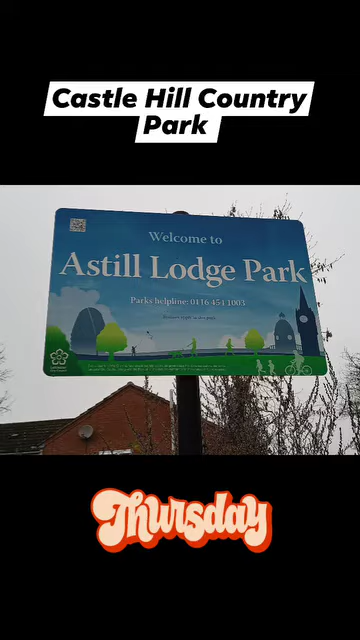 Castle Hill Country
Park
Welcome to
Astill Lodge Park
Parks helpline: 0116 454 1003
Thursday